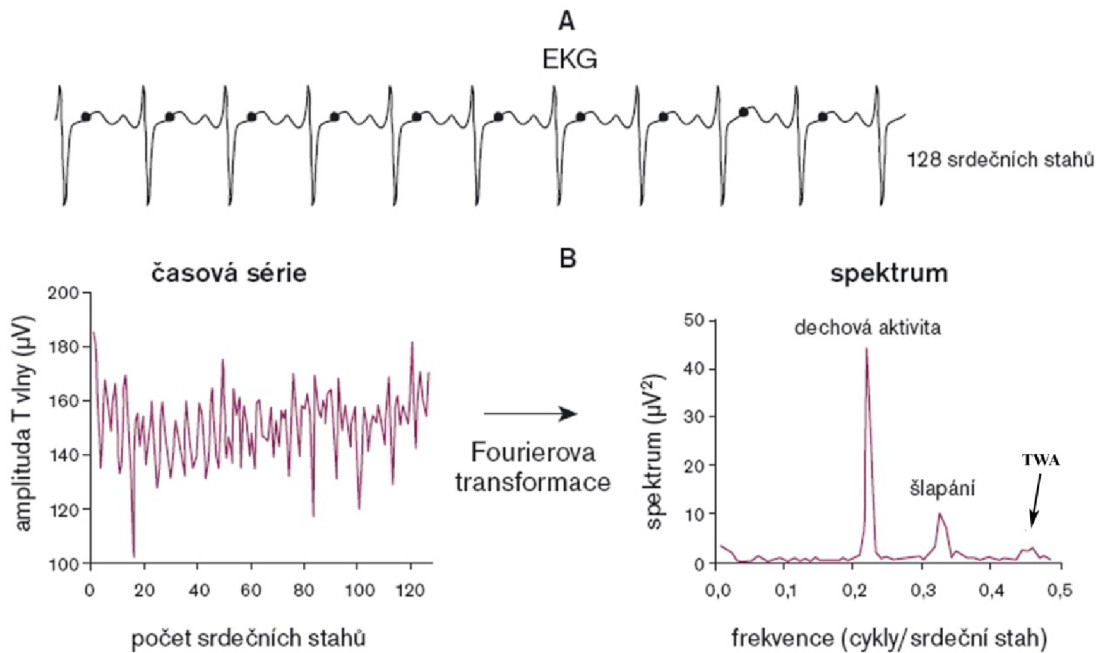 A
EKG
128 srdečních stahů
B
časová série
amplituda T vlny (µV)
200
180
160
140
120
100
0
20
40
60
80
100
120
počet srdečních stahů
Fourierova
transformace
spektrum
spektrum (µV²)
50
40
30
20
10
0
dechová aktivita
šlapání
TWA
0,0
0,1
0,2
0,3
0,4
0,5
frekvence (cykly/srdeční stah)